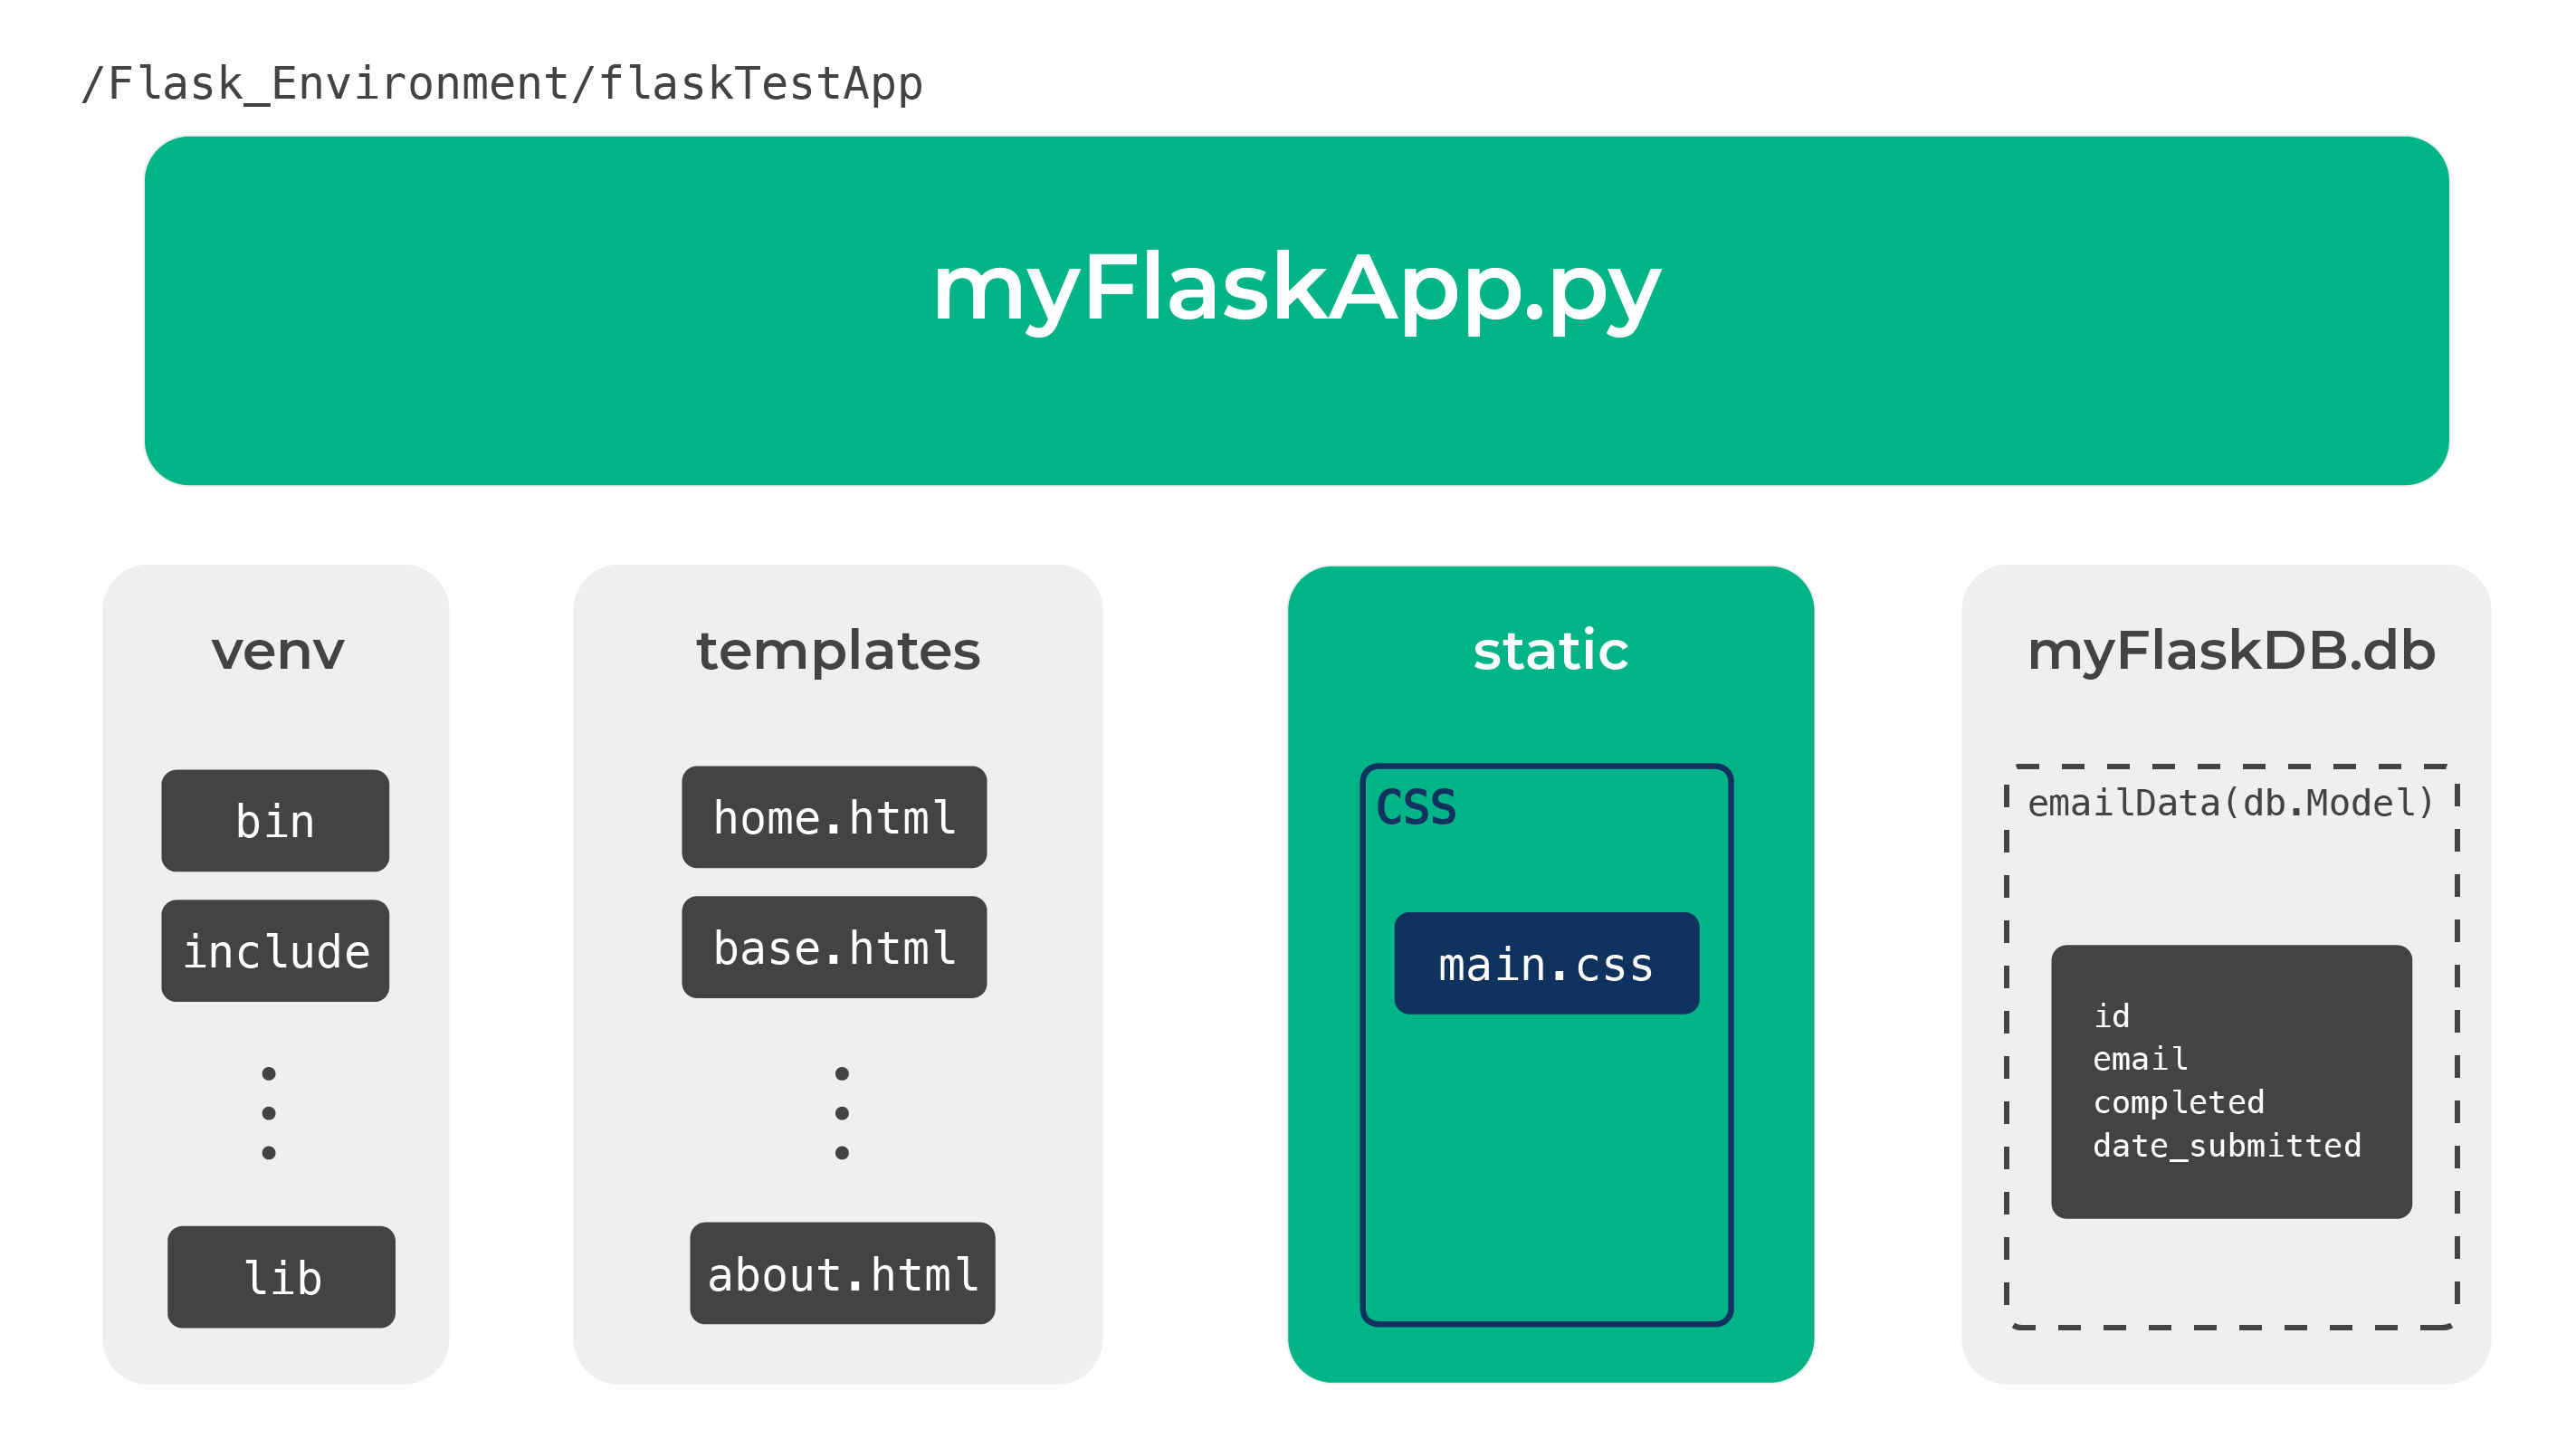 /Flask_Environment/flaskTestApp
myFlaskApp.py
venv
bin
include
lib
templates
home.html
base.html
about.html
static
CSS
main.css
myFlaskDB.db
emailData(db.Model)
id
email
completed
date_submitted